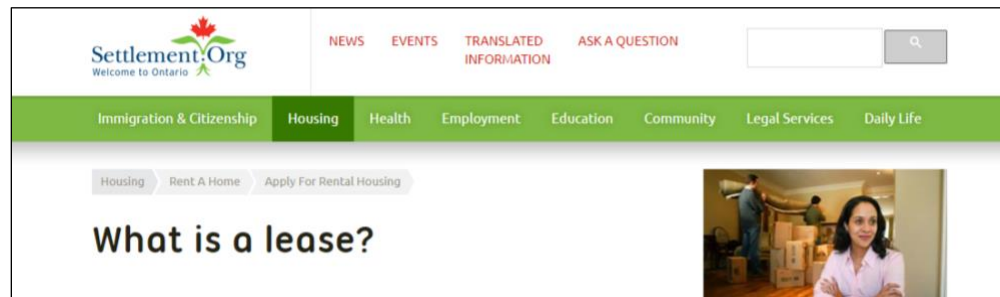 Settlement.Org
Welcome to Ontario
NEWS EVENTS TRANSLATED INFORMATION ASK A QUESTION
Immigration & Citizenship Housing Health Employment Education Community Legal Services Daily Life
Housing Rent A Home Apply For Rental Housing
What is a lease?